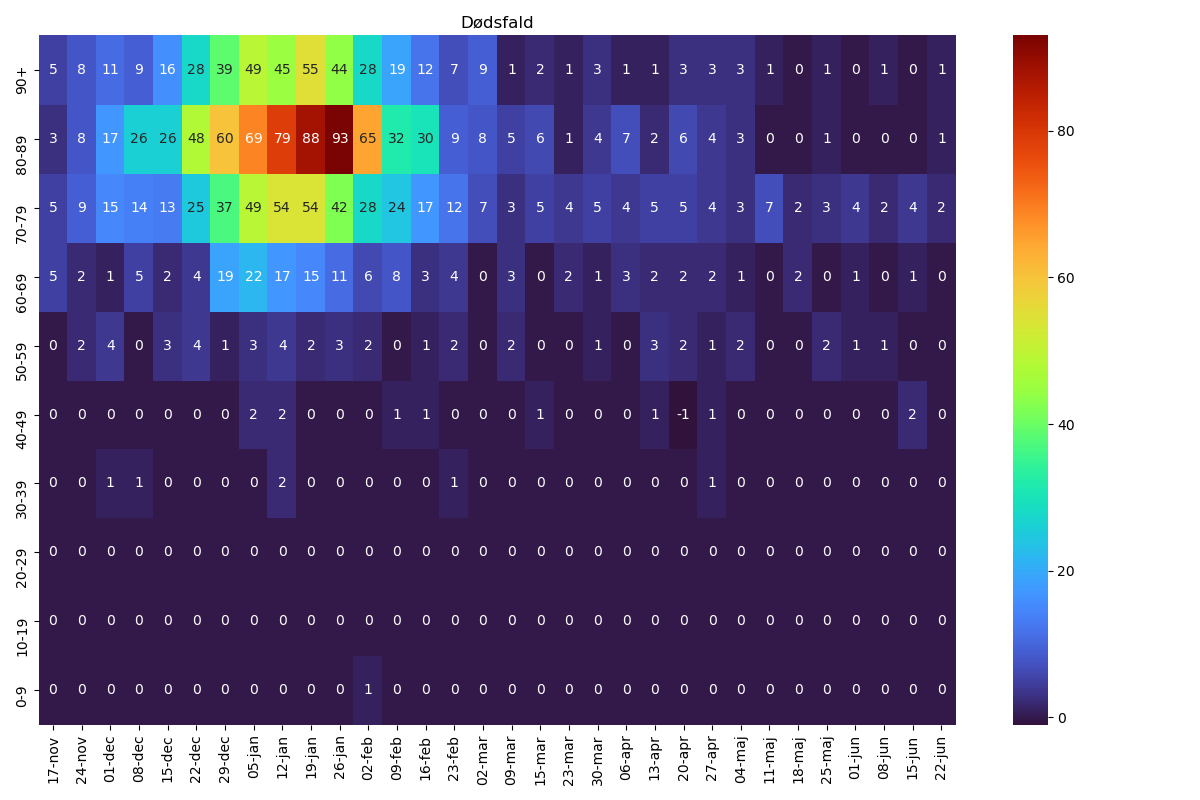 Dødsfald
90+ 5 8 11 9 16 28 39 49 45 55 44 28 19 12 7 9 1 2 1 3 1 1 3 3 3 1 0 1 0 1 0 1
80-89 3 8 17 26 26 48 60 69 79 88 93 65 32 30 9 8 5 6 1 4 7 2 6 4 3 0 0 1 0 0 0 1
70-79 5 9 15 14 13 25 37 49 54 54 42 28 24 17 12 7 3 5 4 5 4 5 5 4 3 7 2 3 4 2 4 2
60-69 5 2 1 5 2 4 19 22 17 15 11 6 8 3 4 0 3 0 2 1 3 2 2 2 1 0 2 0 1 0 1 0
50-59 0 2 4 0 3 4 1 3 4 2 3 2 0 1 2 0 2 0 0 1 0 3 2 1 2 0 0 2 1 1 0 0
40-49 0 0 0 0 0 0 0 2 2 0 0 0 1 1 0 0 0 1 0 0 0 1 -1 1 0 0 0 0 0 0 2 0
30-39 0 0 1 1 0 0 0 0 2 0 0 0 0 0 1 0 0 0 0 0 0 0 0 1 0 0 0 0 0 0 0 0
20-29 0 0 0 0 0 0 0 0 0 0 0 0 0 0 0 0 0 0 0 0 0 0 0 0 0 0 0 0 0 0 0 0
10-19 0 0 0 0 0 0 0 0 0 0 0 0 0 0 0 0 0 0 0 0 0 0 0 0 0 0 0 0 0 0 0 0
0-9 0 0 0 0 0 0 0 0 0 0 0 1 0 0 0 0 0 0 0 0 0 0 0 0 0 0 0 0 0 0 0 0
17-nov 24-nov 01-dec 08-dec 15-dec 22-dec 29-dec 05-jan 12-jan 19-jan 26-jan 02-feb 09-feb 16-feb 23-feb 02-mar 09-mar 15-mar 23-mar 30-mar 06-apr 13-apr 20-apr 27-apr 04-maj 11-maj 18-maj 25-maj 01-jun 08-jun 15-jun 22-jun
80
60
40
20
0